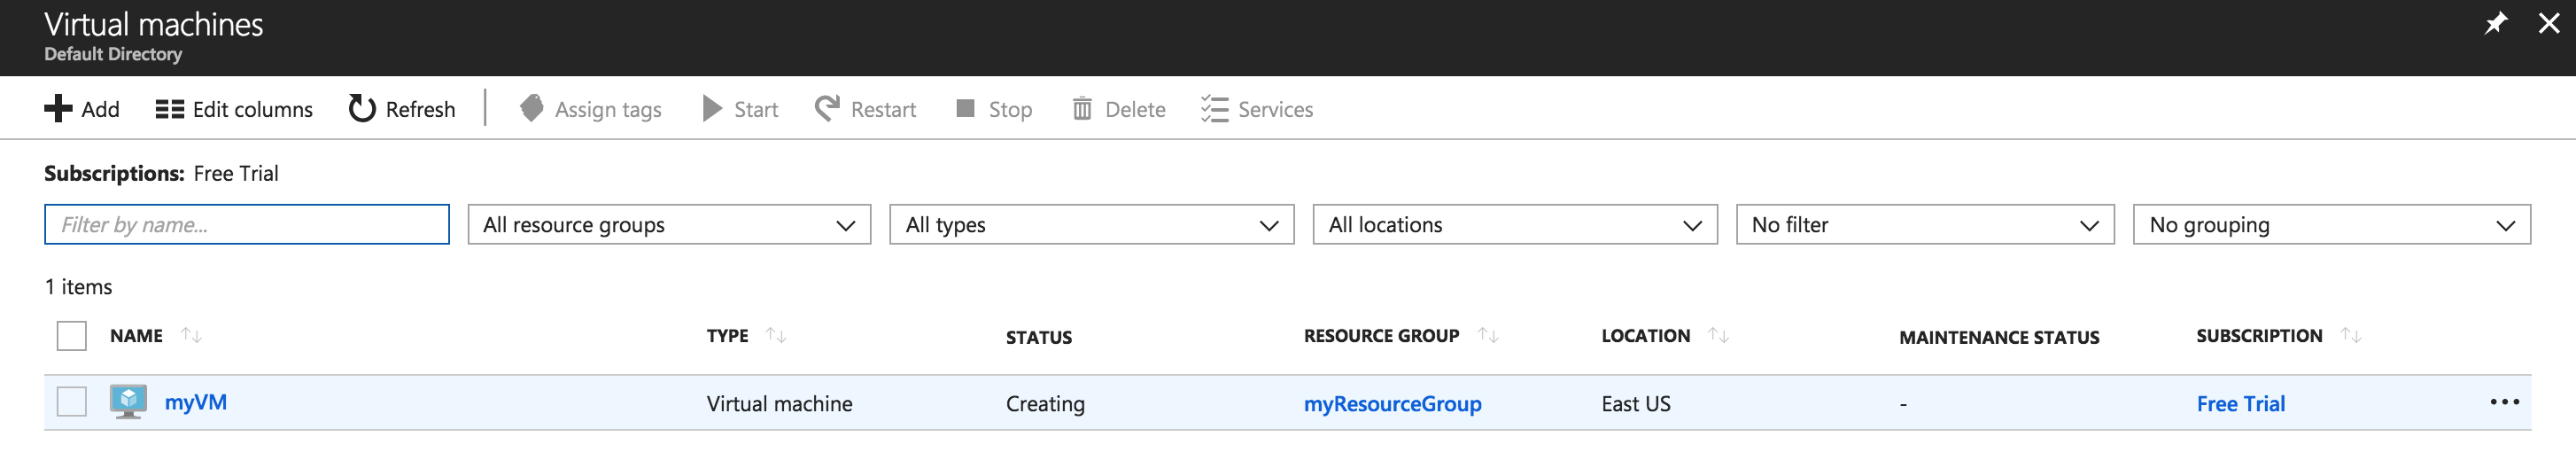 Virtual machines
Default Directory
Add Edit columns Refresh Assign tags Start Restart Stop Delete Services
Subscriptions: Free Trial
Filter by name... All resource groups All types All locations No filter No grouping
1 items
NAME TYPE STATUS RESOURCE GROUP LOCATION MAINTENANCE STATUS SUBSCRIPTION
myVM Virtual machine Creating myResourceGroup East US - Free Trial